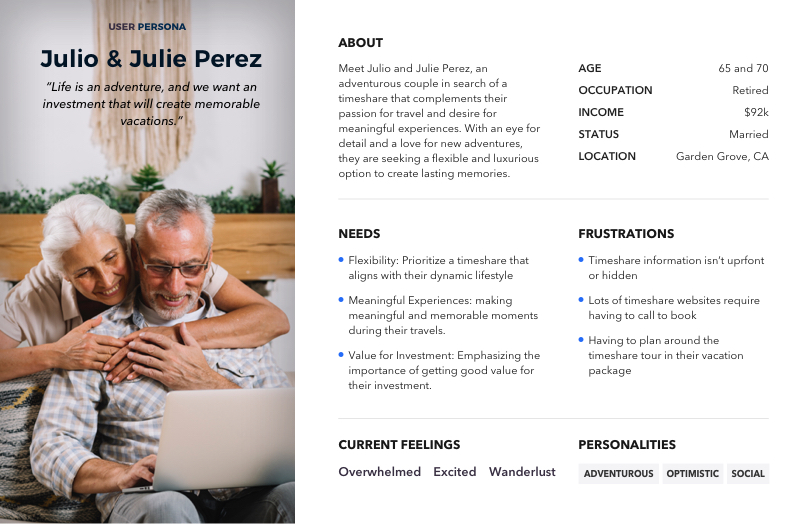 USER PERSONA
Julio & Julie Perez
“Life is an adventure, and we want an
investment that will create memorable
vacations.”
ABOUT
Meet Julio and Julie Perez, an
adventurous couple in search of a
timeshare that complements their
passion for travel and desire for
meaningful experiences. With an eye for
detail and a love for new adventures,
they are seeking a flexible and luxurious
option to create lasting memories.
AGE 65 and 70
OCCUPATION Retired
INCOME $92k
STATUS Married
LOCATION Garden Grove, CA
NEEDS
• Flexibility: Prioritize a timeshare that
aligns with their dynamic lifestyle
• Meaningful Experiences: making
meaningful and memorable moments
during their travels.
• Value for Investment: Emphasizing the
importance of getting good value for
their investment.
FRUSTRATIONS
• Timeshare information isn’t uprfont
or hidden
• Lots of timeshare websites require
having to call to book
• Having to plan around the
timeshare tour in their vacation
package
CURRENT FEELINGS
Overwhelmed Excited Wanderlust
PERSONALITIES
ADVENTUROUS OPTIMISTIC SOCIAL